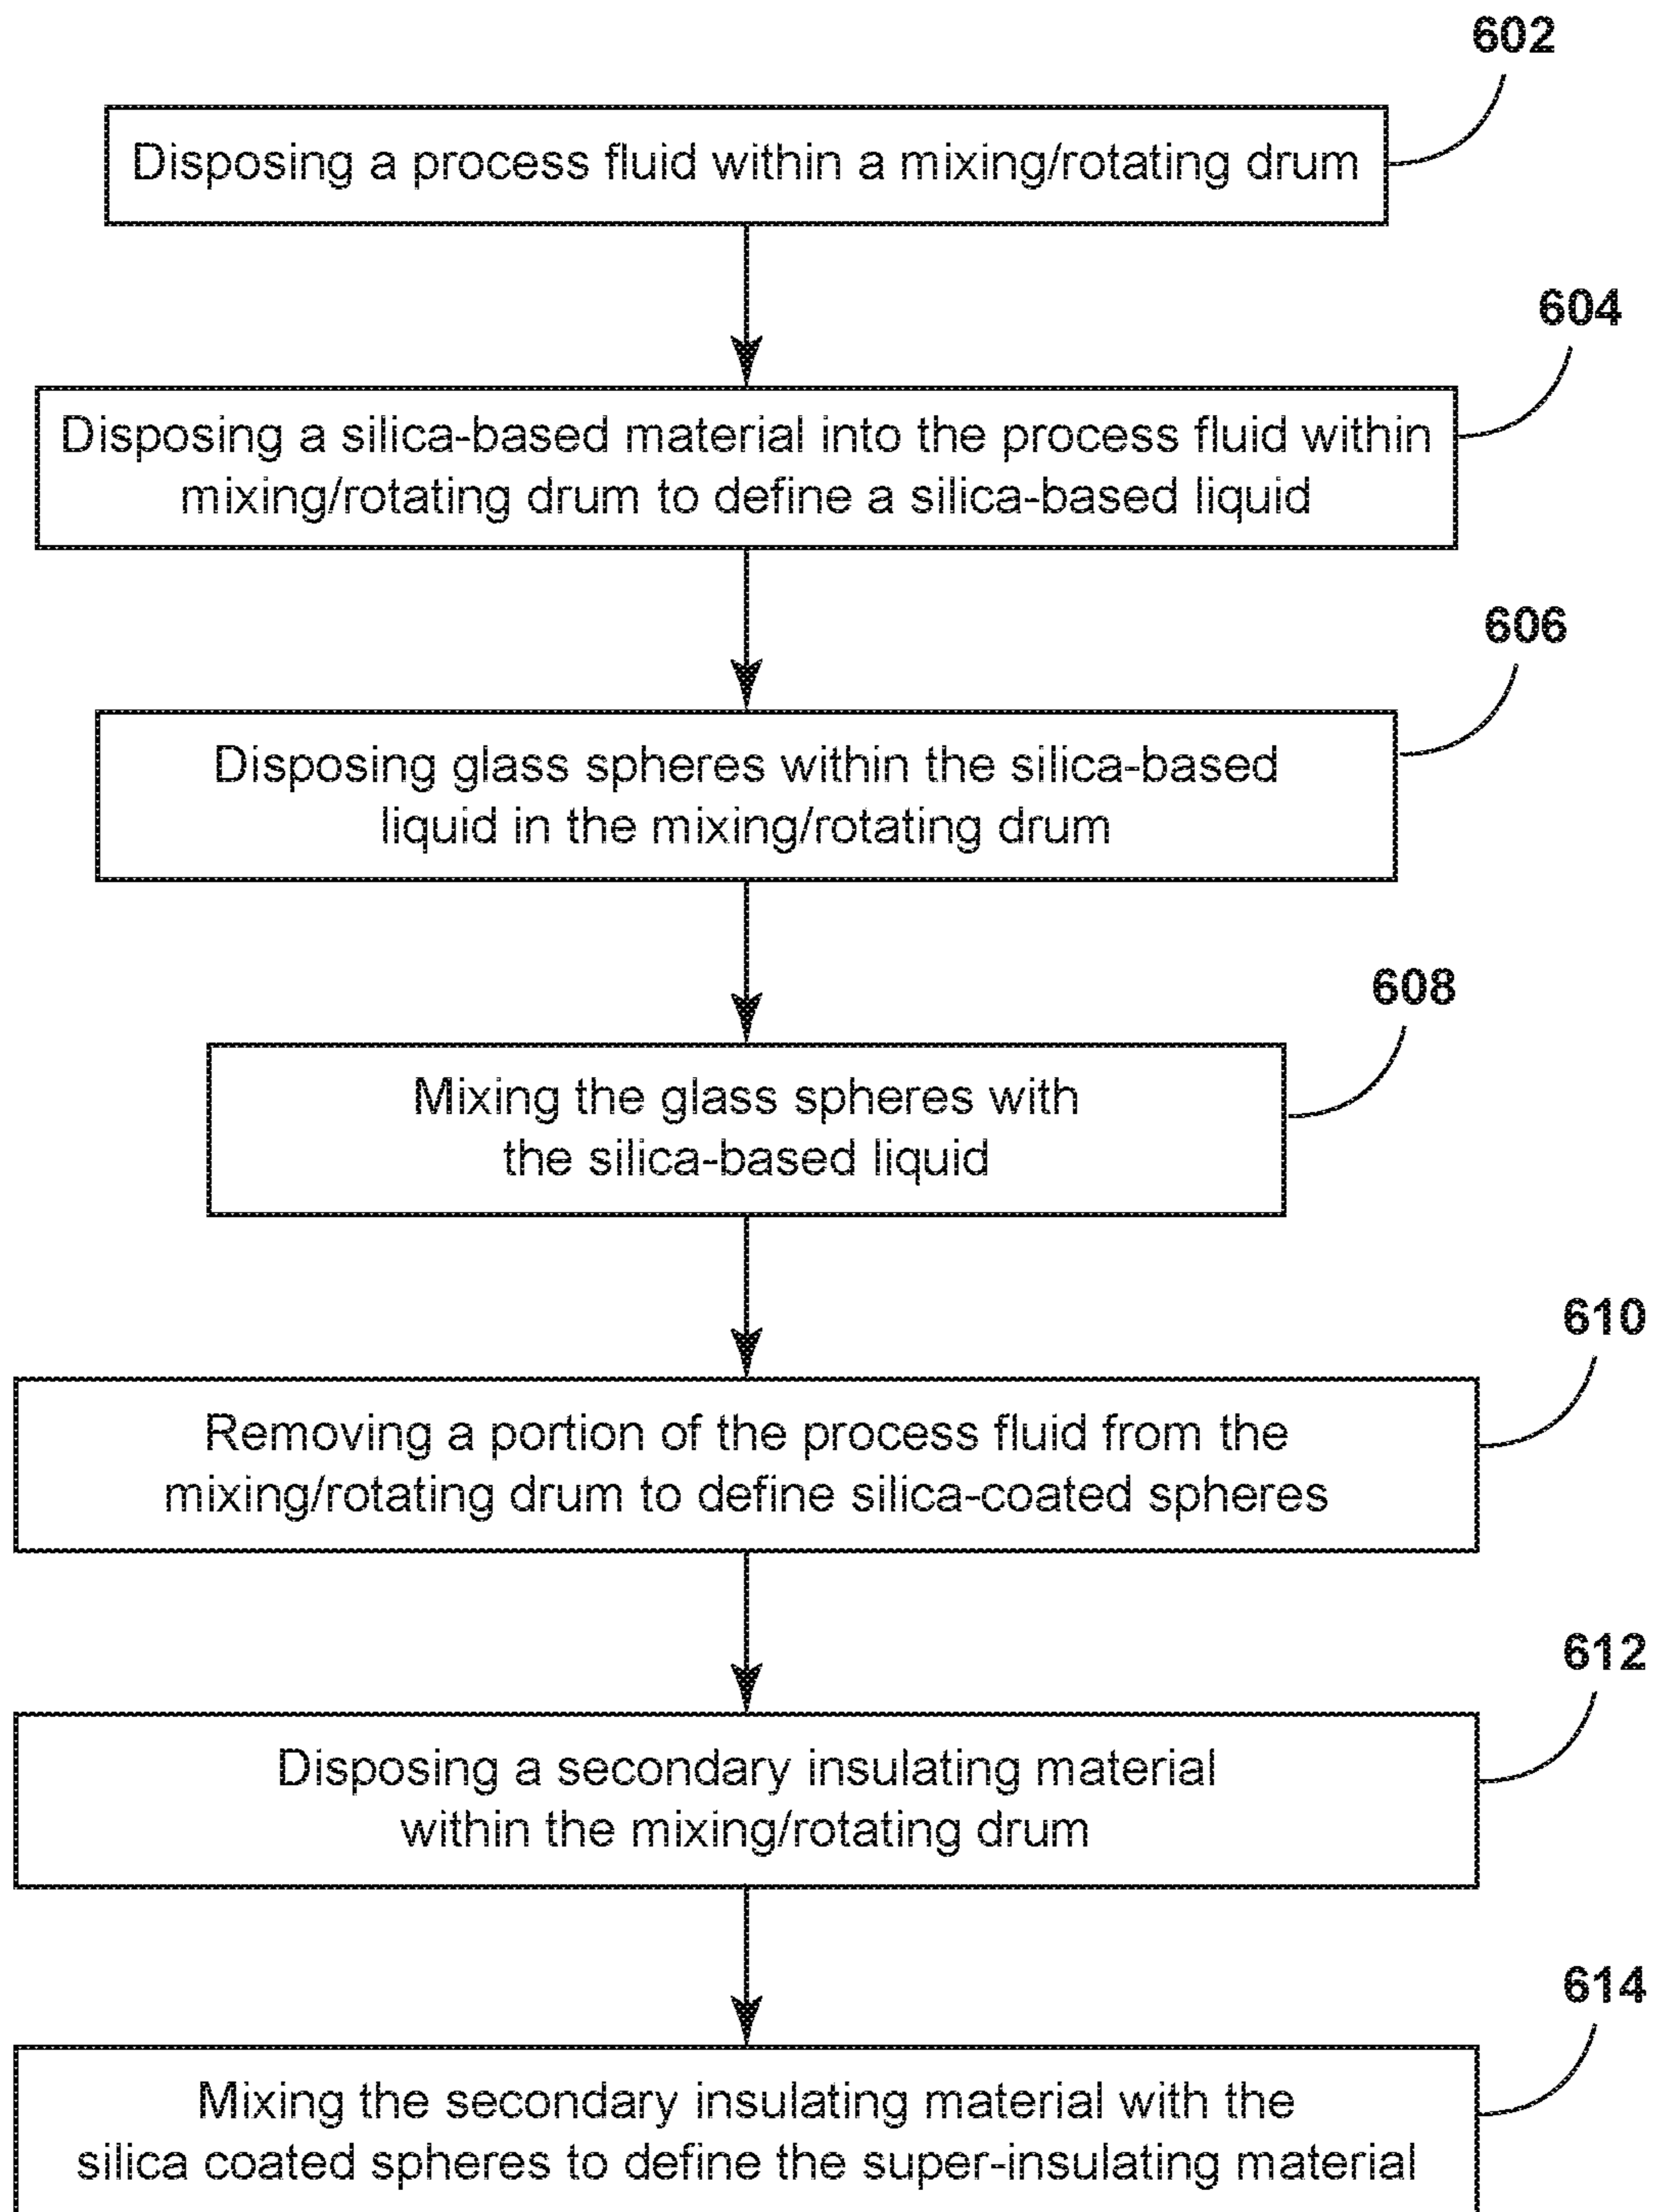 602
Disposing a process fluid within a mixing/rotating drum
604
Disposing a silica-based material into the process fluid within
mixing/rotating drum to define a silica-based liquid
606
Disposing glass spheres within the silica-based
liquid in the mixing/rotating drum
608
Mixing the glass spheres with
the silica-based liquid
610
Removing a portion of the process fluid from the
mixing/rotating drum to define silica-coated spheres
612
Disposing a secondary insulating material
within the mixing/rotating drum
614
Mixing the secondary insulating material with the
silica coated spheres to define the super-insulating material